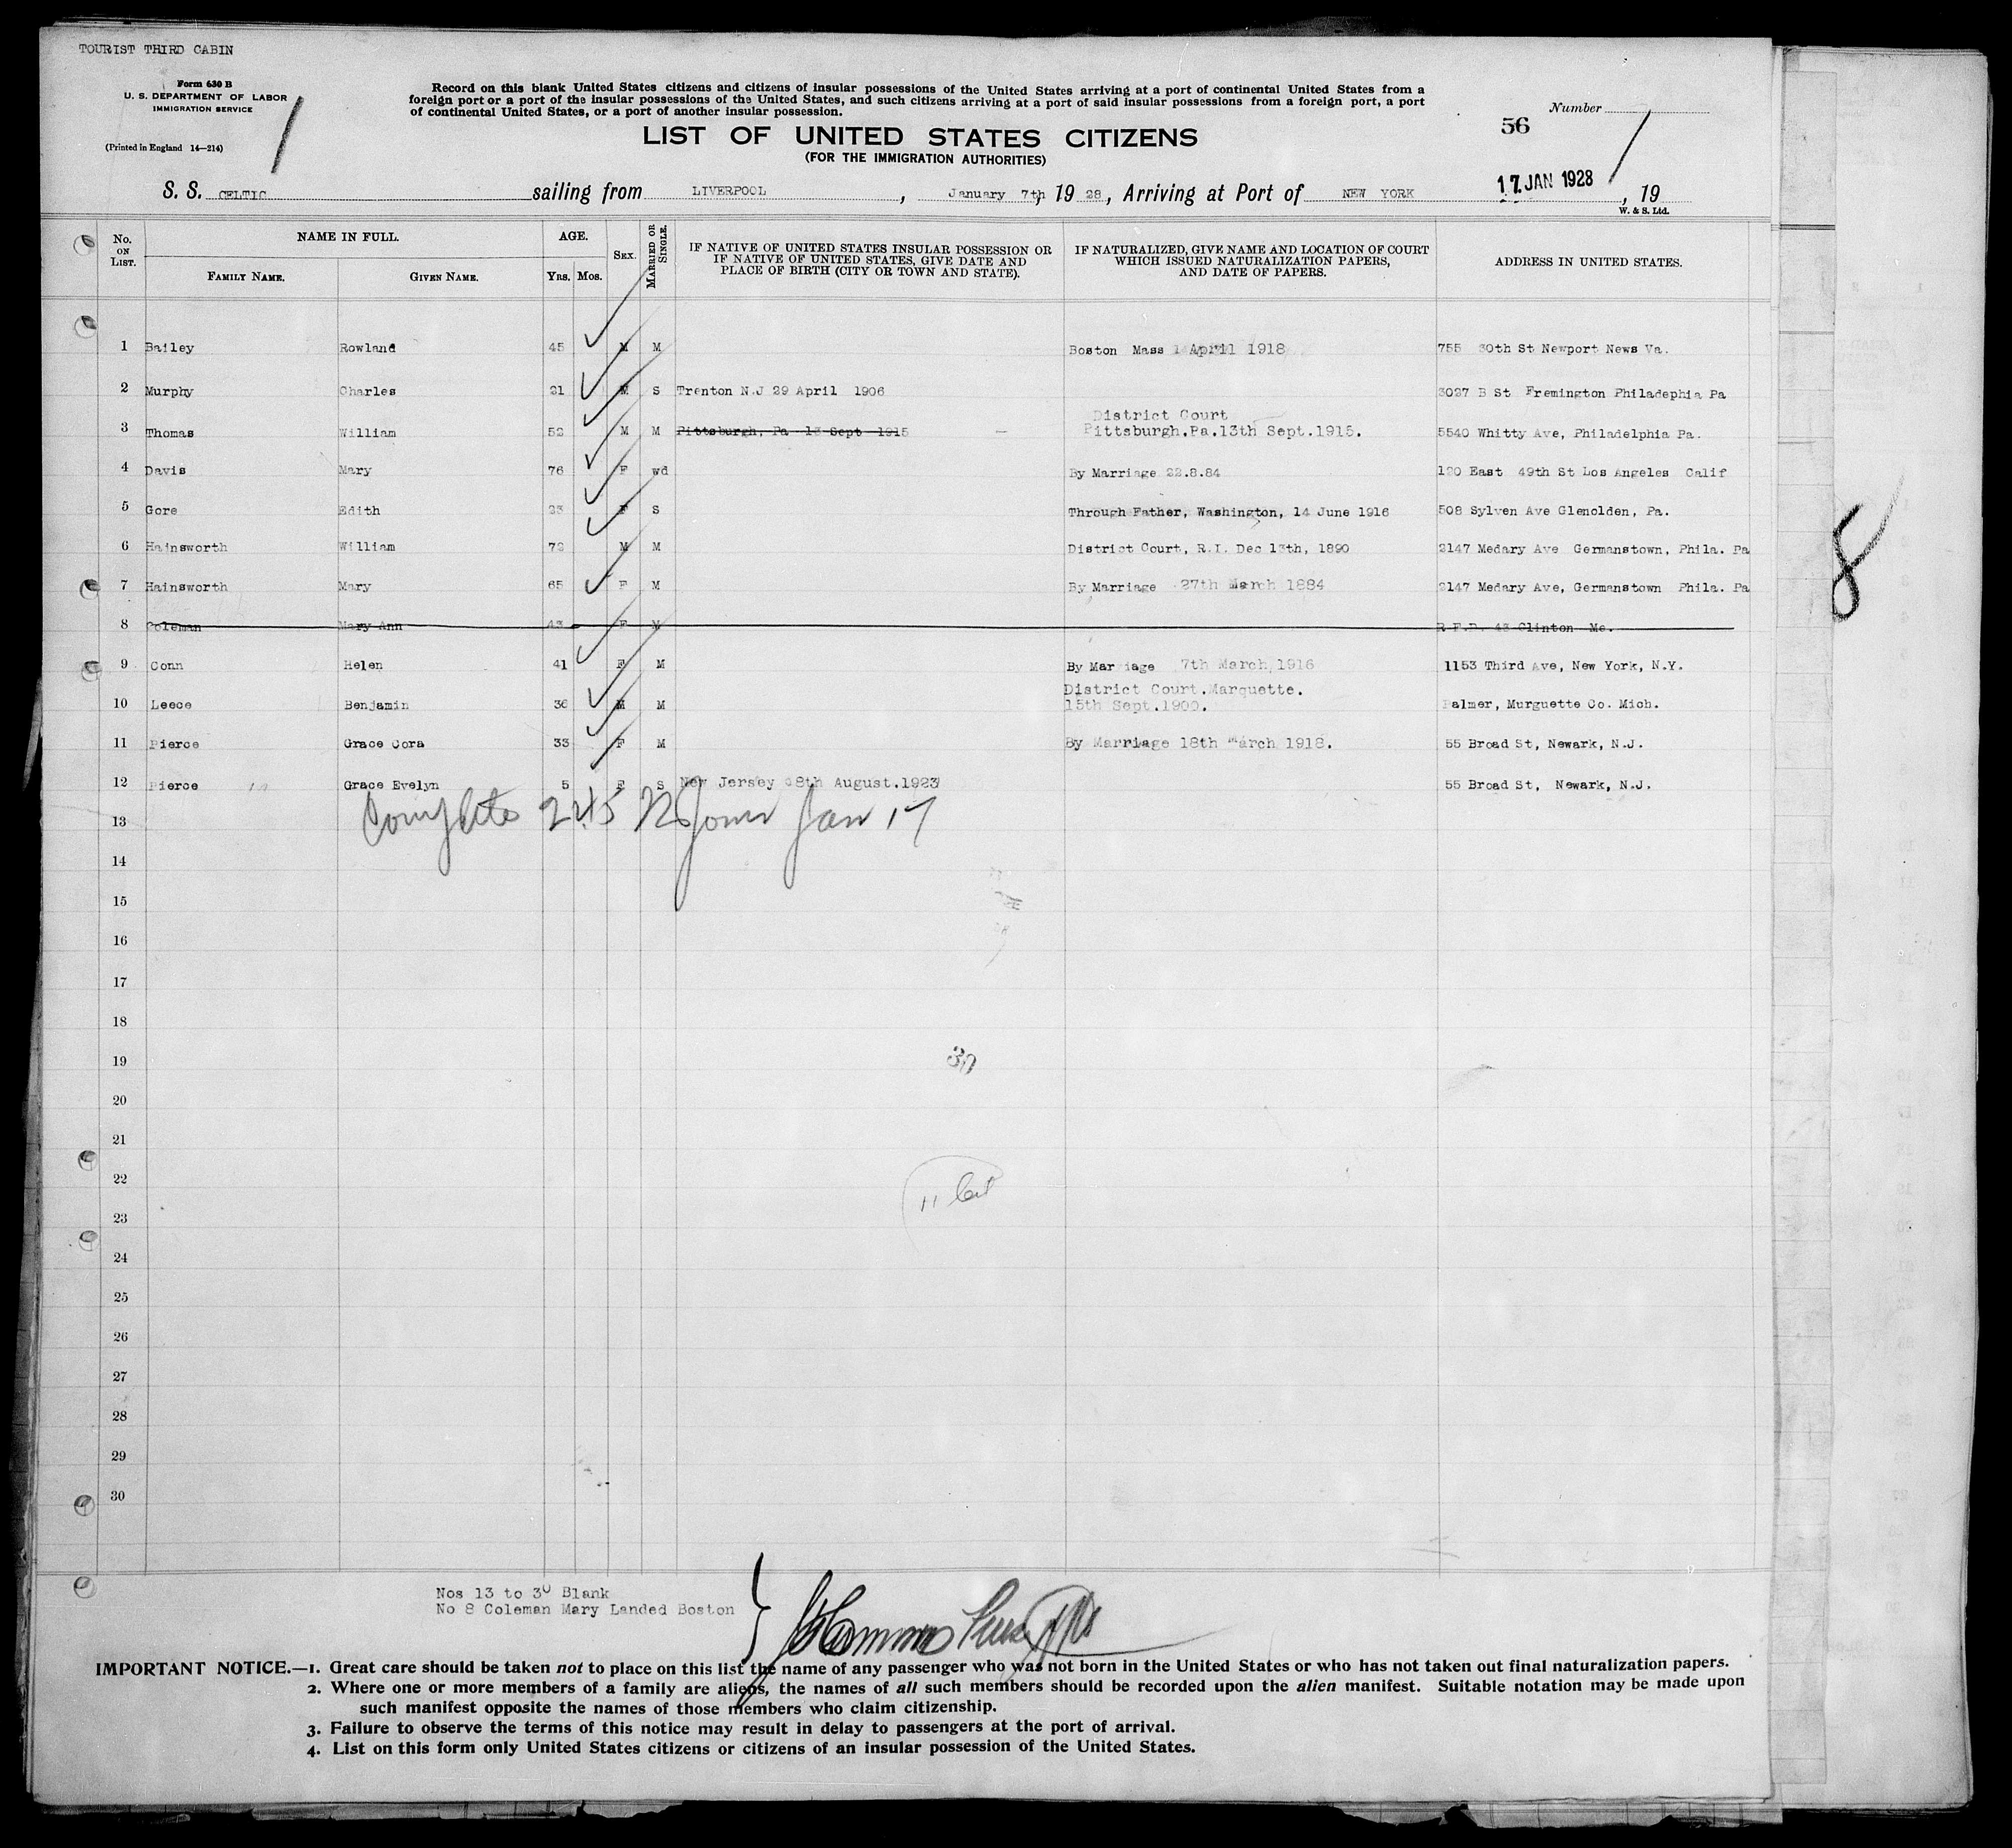 TOURIST THIRD CABIN
Form 630 B
U. S. DEPARTMENT OF LABOR
IMMIGRATION SERVICE
(Printed in England 14—214)
Record on this blank United States citizens and citizens of insular possessions of the United States arriving at a port of continental United States from a
foreign port or a port of the insular possessions of the United States, and such citizens arriving at a port of said insular possessions from a foreign port, a port
of continental United States, or a port of another insular possession.
Number
56
LIST OF UNITED STATES CITIZENS
(FOR THE IMMIGRATION AUTHORITIES)
S. S. CELTIC sailing from LIVERPOOL, January 7th, 19 28, Arriving at Port of NEW YORK 17 JAN 1928, 19
W. & S. Ltd.
No. ON LIST. NAME IN FULL. AGE. SEX. MARRIED OR SINGLE. IF NATIVE OF UNITED STATES INSULAR POSSESSION OR IF NATIVE OF UNITED STATES, GIVE DATE AND PLACE OF BIRTH (CITY OR TOWN AND STATE). IF NATURALIZED, GIVE NAME AND LOCATION OF COURT WHICH ISSUED NATURALIZATION PAPERS, AND DATE OF PAPERS. ADDRESS IN UNITED STATES.
FAMILY NAME. GIVEN NAME. Yrs. Mos.
1 Bailey Rowland 45 M M Boston Mass April 1918 755 30th St Newport News Va.
2 Murphy Charles 21 M S Trenton N.J 29 April 1906 3027 B St Fremington Philadephia Pa
District Court
3 Thomas William 52 M M Pittsburgh, Pa 13 Sept 1915 — Pittsburgh.Pa.13th Sept.1915. 5540 Whitty Ave, Philadelphia Pa.
4 Davis Mary 76 F wd By Marriage 22.8.84 120 East 49th St Los Angeles Calif
5 Gore Edith 23 F S Through Father, Washington, 14 June 1916 508 Sylven Ave Glenolden, Pa.
6 Hainsworth William 72 M M District Court, R.I. Dec 13th, 1890 2147 Medary Ave Germanstown, Phila. Pa
7 Hainsworth Mary 65 F M By Marriage 27th March 1884 2147 Medary Ave, Germanstown Phila. Pa
8 Coleman Mary Ann 43 F M R.F.D. 43 Clinton Me.
9 Conn Helen 41 F M By Marriage 7th March 1916 1153 Third Ave, New York, N.Y.
District Court.Marquette.
10 Leece Benjamin 36 M M 15th Sept.1900. Palmer, Murguette Co. Mich.
11 Pierce Grace Cora 33 F M By Marriage 18th March 1918. 55 Broad St, Newark, N.J.
12 Pierce Grace Evelyn 5 F S New Jersey 8th August.1923 55 Broad St, Newark, N.J.
Complete 245 Jan 17
13
14
15
16
17
18
19
30
20
21
22
11 Cit
23
24
25
26
27
28
29
30
8
Nos 13 to 30 Blank
No 8 Coleman Mary Landed Boston
IMPORTANT NOTICE.—1. Great care should be taken not to place on this list the name of any passenger who was not born in the United States or who has not taken out final naturalization papers.
2. Where one or more members of a family are aliens, the names of all such members should be recorded upon the alien manifest. Suitable notation may be made upon
such manifest opposite the names of those members who claim citizenship.
3. Failure to observe the terms of this notice may result in delay to passengers at the port of arrival.
4. List on this form only United States citizens or citizens of an insular possession of the United States.